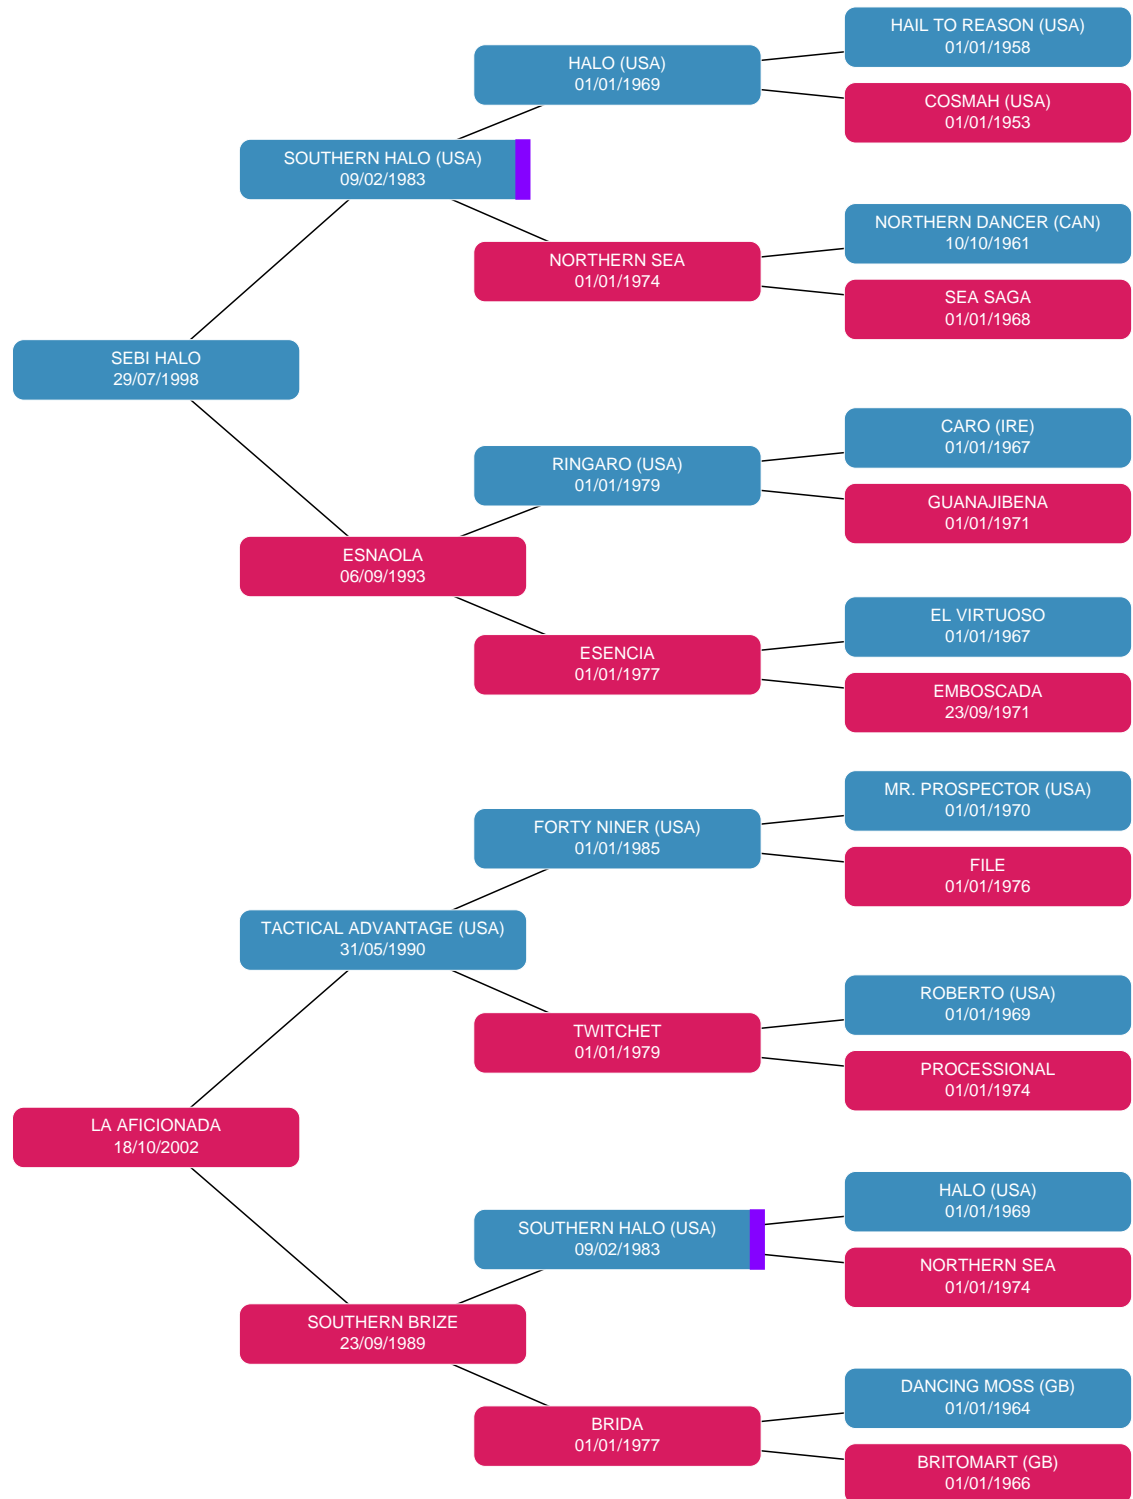 HAIL TO REASON (USA)
01/01/1958
HALO (USA)
01/01/1969
COSMAH (USA)
01/01/1953
SOUTHERN HALO (USA)
09/02/1983
NORTHERN DANCER (CAN)
10/10/1961
NORTHERN SEA
01/01/1974
SEA SAGA
01/01/1968
SEBI HALO
29/07/1998
CARO (IRE)
01/01/1967
RINGARO (USA)
01/01/1979
GUANAJIBENA
01/01/1971
ESNAOLA
06/09/1993
EL VIRTUOSO
01/01/1967
ESENCIA
01/01/1977
EMBOSCADA
23/09/1971
MR. PROSPECTOR (USA)
01/01/1970
FORTY NINER (USA)
01/01/1985
FILE
01/01/1976
TACTICAL ADVANTAGE (USA)
31/05/1990
ROBERTO (USA)
01/01/1969
TWITCHET
01/01/1979
PROCESSIONAL
01/01/1974
LA AFICIONADA
18/10/2002
HALO (USA)
01/01/1969
SOUTHERN HALO (USA)
09/02/1983
NORTHERN SEA
01/01/1974
SOUTHERN BRIZE
23/09/1989
DANCING MOSS (GB)
01/01/1964
BRIDA
01/01/1977
BRITOMART (GB)
01/01/1966